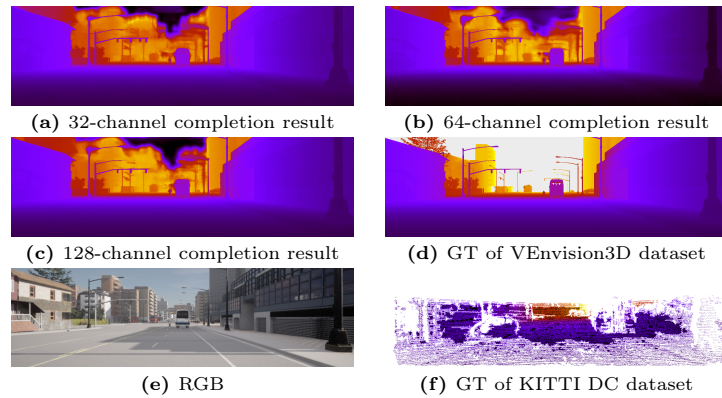 (a) 32-channel completion result
(b) 64-channel completion result
(c) 128-channel completion result
(d) GT of VEnvision3D dataset
(e) RGB
(f) GT of KITTI DC dataset